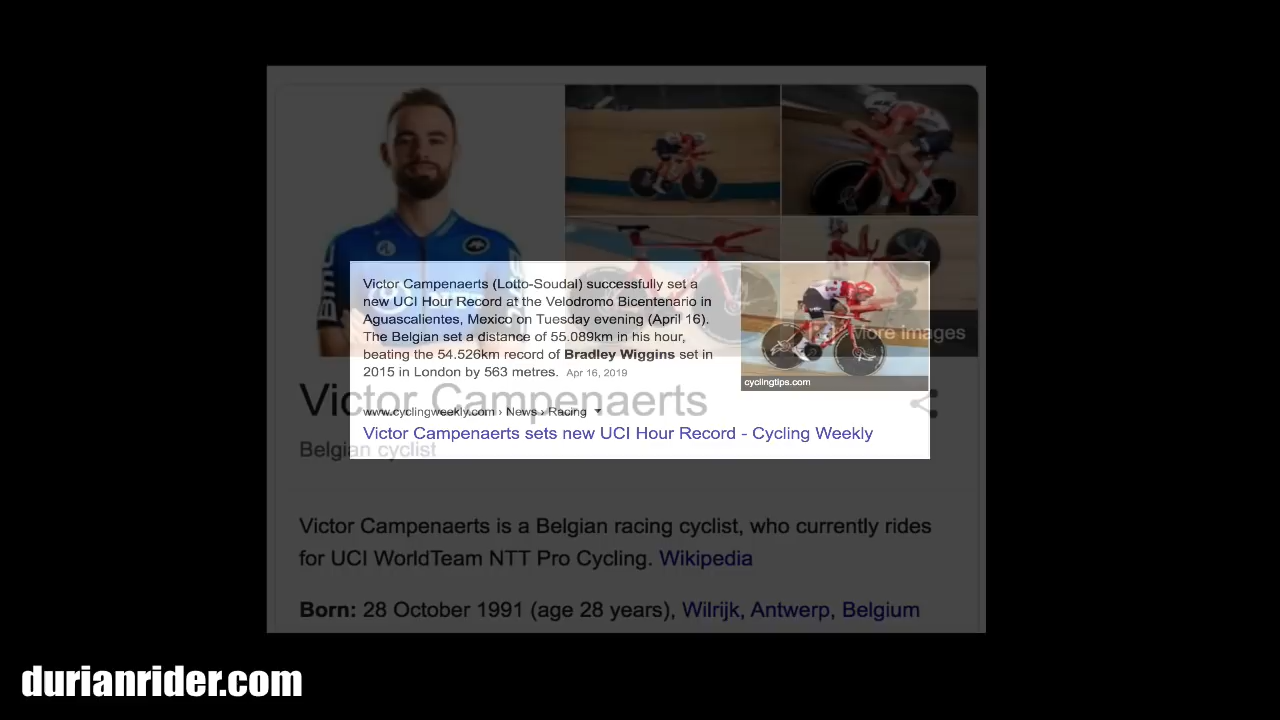 BMC
Victor Campenaerts (Lotto-Soudal) successfully set a
new UCI Hour Record at the Velodromo Bicentenario in
Aguascalientes, Mexico on Tuesday evening (April 16).
The Belgian set a distance of 55.089km in his hour,
beating the 54.526km record of Bradley Wiggins set in
2015 in London by 563 metres. Apr 16, 2019
More images
cyclingtips.com
Victor Campenaerts
www.cyclingweekly.com › News › Racing
Victor Campenaerts sets new UCI Hour Record - Cycling Weekly
Belgian cyclist
Victor Campenaerts is a Belgian racing cyclist, who currently rides
for UCI WorldTeam NTT Pro Cycling. Wikipedia
Born: 28 October 1991 (age 28 years), Wilrijk, Antwerp, Belgium
durianrider.com